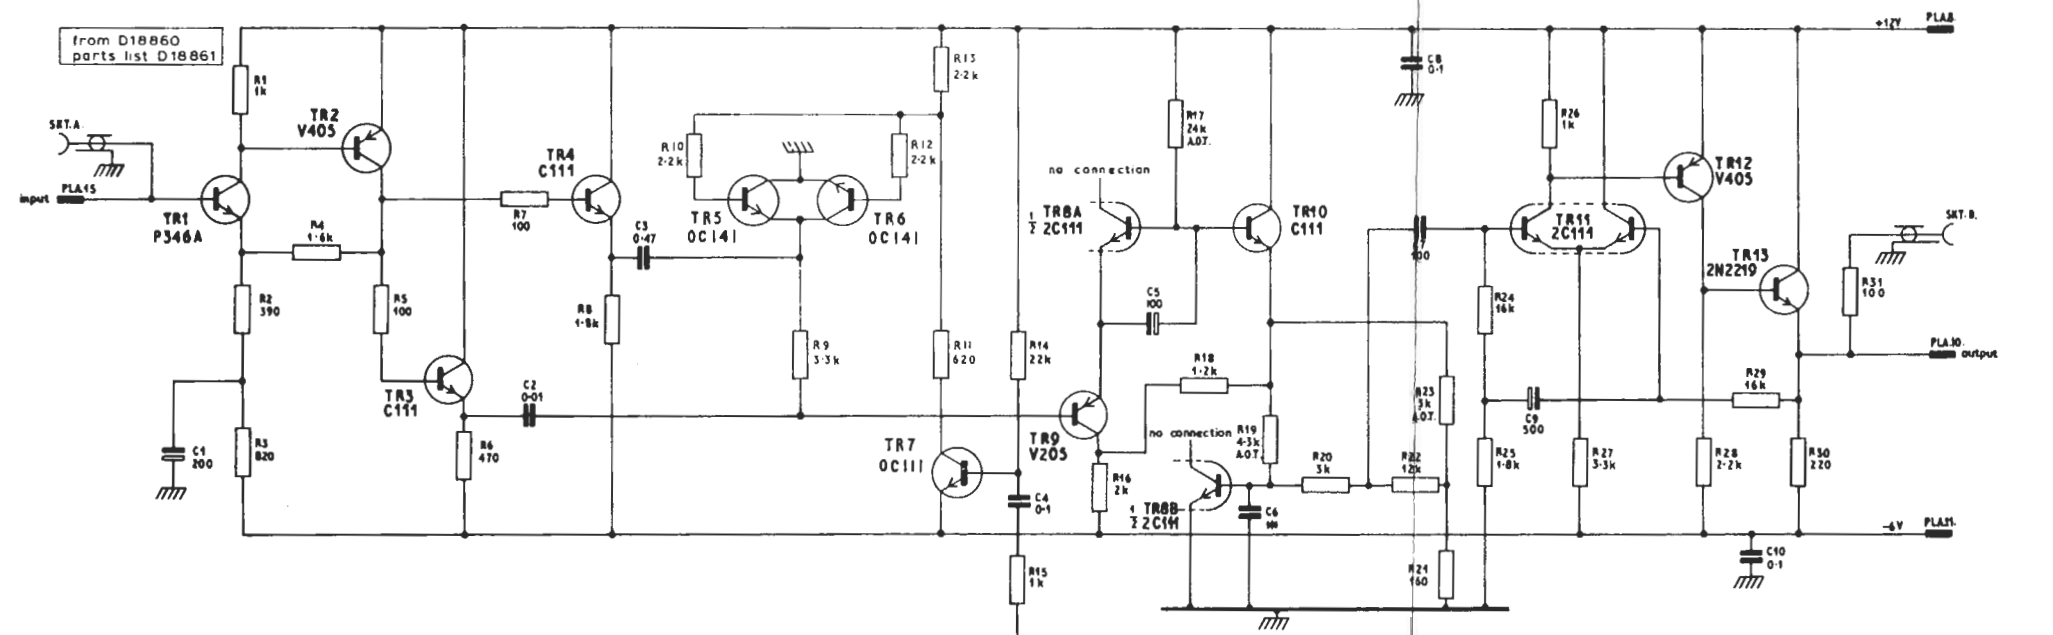 from D18860
parts list D18861
SKT.A.
input
PLA.15
R1
1k
TR1
P346A
TR2
V405
R4
1·6k
R2
390
R3
820
C1
200
R5
100
TR3
C111
R6
470
R7
100
TR4
C111
R8
1·8k
C3
0·47
C2
0·01
R10
2·2k
TR5
OC141
TR6
OC141
R12
2·2k
R13
2·2k
R9
3·3k
R11
620
TR7
OC111
R14
22k
C4
0·1
R15
1k
no connection
½ TR8A
2C111
R17
24k
A.O.T.
TR10
C111
C5
100
R18
1·2k
TR9
V205
R16
2k
no connection
½ TR8B
2C111
R19
4·3k
A.O.T.
C6
R20
3k
R22
12k
R23
3k
A.O.T.
R21
160
C8
0·1
100
R24
16k
R25
1·8k
C9
500
R26
1k
TR11
2C111
R27
3·3k
TR12
V405
R28
2·2k
TR13
2N2219
R29
16k
R30
220
R31
100
SKT.B.
+12V
PLA.8.
PLA.10.
output
-6V
PLA.11.
C10
0·1